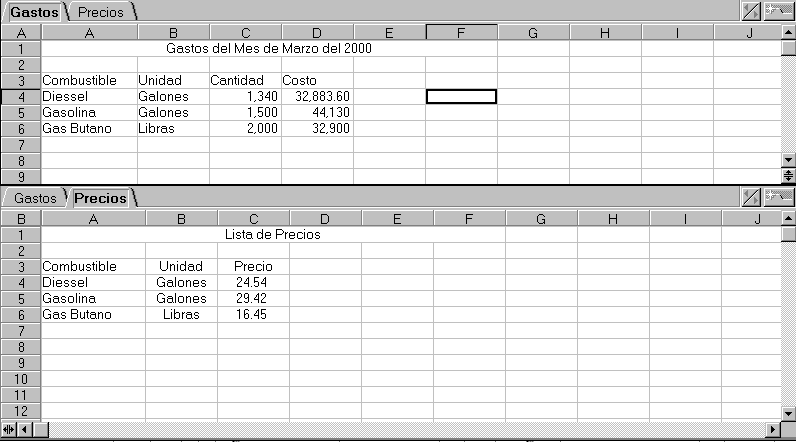 Gastos Precios
A A B C D E F G H I J
1 Gastos del Mes de Marzo del 2000
2
3 Combustible Unidad Cantidad Costo
4 Diessel Galones 1,340 32,883.60
5 Gasolina Galones 1,500 44,130
6 Gas Butano Libras 2,000 32,900
7
8
9
Gastos Precios
B A B C D E F G H I J
1 Lista de Precios
2
3 Combustible Unidad Precio
4 Diessel Galones 24.54
5 Gasolina Galones 29.42
6 Gas Butano Libras 16.45
7
8
9
10
11
12